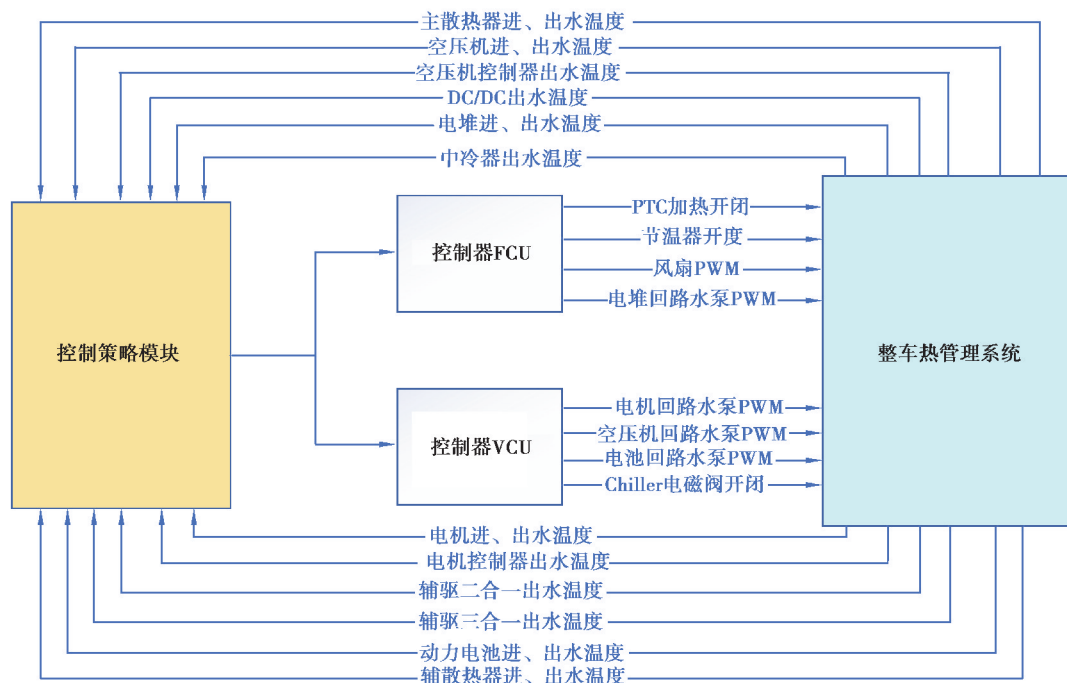 主散热器进、出水温度
空压机进、出水温度
空压机控制器出水温度
DC/DC出水温度
电堆进、出水温度
中冷器出水温度
PTC加热开闭
节温器开度
控制器FCU
风扇PWM
电堆回路水泵PWM
控制策略模块
整车热管理系统
电机回路水泵PWM
空压机回路水泵PWM
控制器VCU
电池回路水泵PWM
Chiller电磁阀开闭
电机进、出水温度
电机控制器出水温度
辅驱二合一出水温度
辅驱三合一出水温度
动力电池进、出水温度
辅散热器进、出水温度